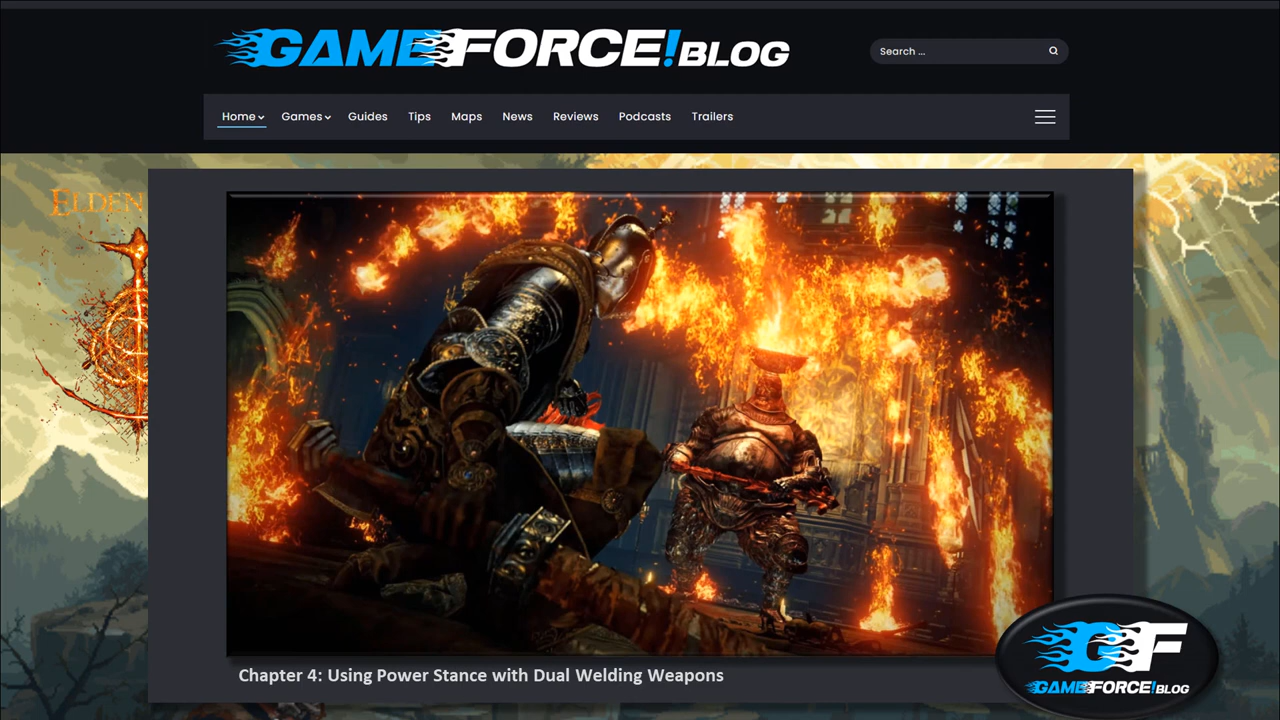 GAMEFORCE!BLOG
Search ...
Home Games Guides Tips Maps News Reviews Podcasts Trailers
ELDEN
Chapter 4: Using Power Stance with Dual Welding Weapons
GF
GAMEFORCE!BLOG